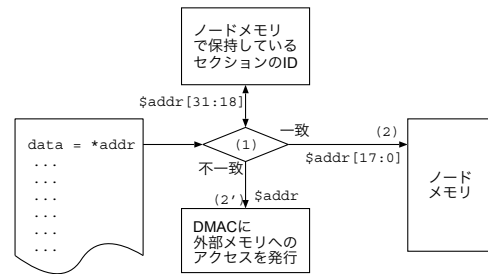 ノードメモリ
で保持している
セクションのID
$addr[31:18]
一致
(2)
data = *addr
(1)
$addr[17:0]
...
不一致
...
ノード
メモリ
...
(2')
$addr
...
...
...
DMACに
外部メモリへの
アクセスを発行